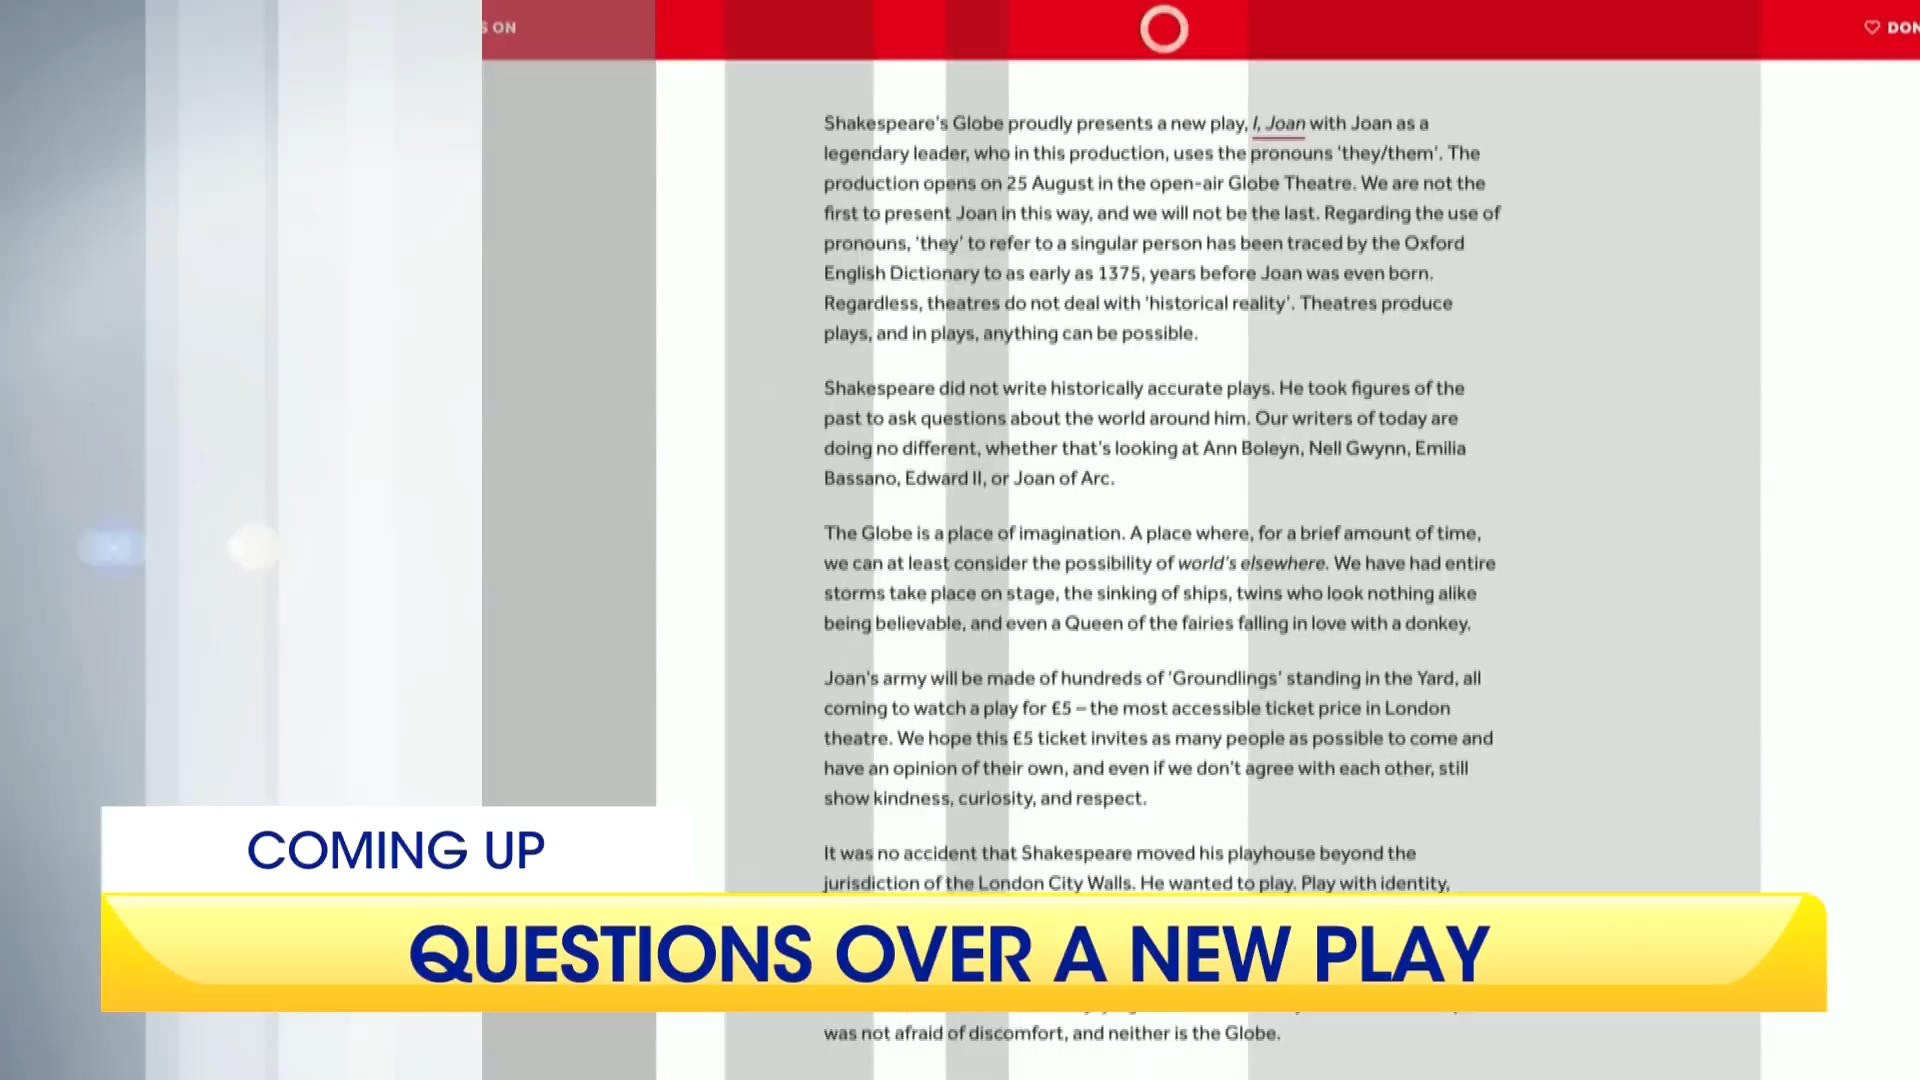 S ON
DON
Shakespeare's Globe proudly presents a new play, I, Joan with Joan as a
legendary leader, who in this production, uses the pronouns 'they/them'. The
production opens on 25 August in the open-air Globe Theatre. We are not the
first to present Joan in this way, and we will not be the last. Regarding the use of
pronouns, 'they' to refer to a singular person has been traced by the Oxford
English Dictionary to as early as 1375, years before Joan was even born.
Regardless, theatres do not deal with 'historical reality'. Theatres produce
plays, and in plays, anything can be possible.
Shakespeare did not write historically accurate plays. He took figures of the
past to ask questions about the world around him. Our writers of today are
doing no different, whether that's looking at Ann Boleyn, Nell Gwynn, Emilia
Bassano, Edward II, or Joan of Arc.
The Globe is a place of imagination. A place where, for a brief amount of time,
we can at least consider the possibility of world's elsewhere. We have had entire
storms take place on stage, the sinking of ships, twins who look nothing alike
being believable, and even a Queen of the fairies falling in love with a donkey.
Joan's army will be made of hundreds of 'Groundlings' standing in the Yard, all
coming to watch a play for £5 – the most accessible ticket price in London
theatre. We hope this £5 ticket invites as many people as possible to come and
have an opinion of their own, and even if we don't agree with each other, still
show kindness, curiosity, and respect.
It was no accident that Shakespeare moved his playhouse beyond the
jurisdiction of the London City Walls. He wanted to play. Play with identity,
COMING UP
QUESTIONS OVER A NEW PLAY
was not afraid of discomfort, and neither is the Globe.